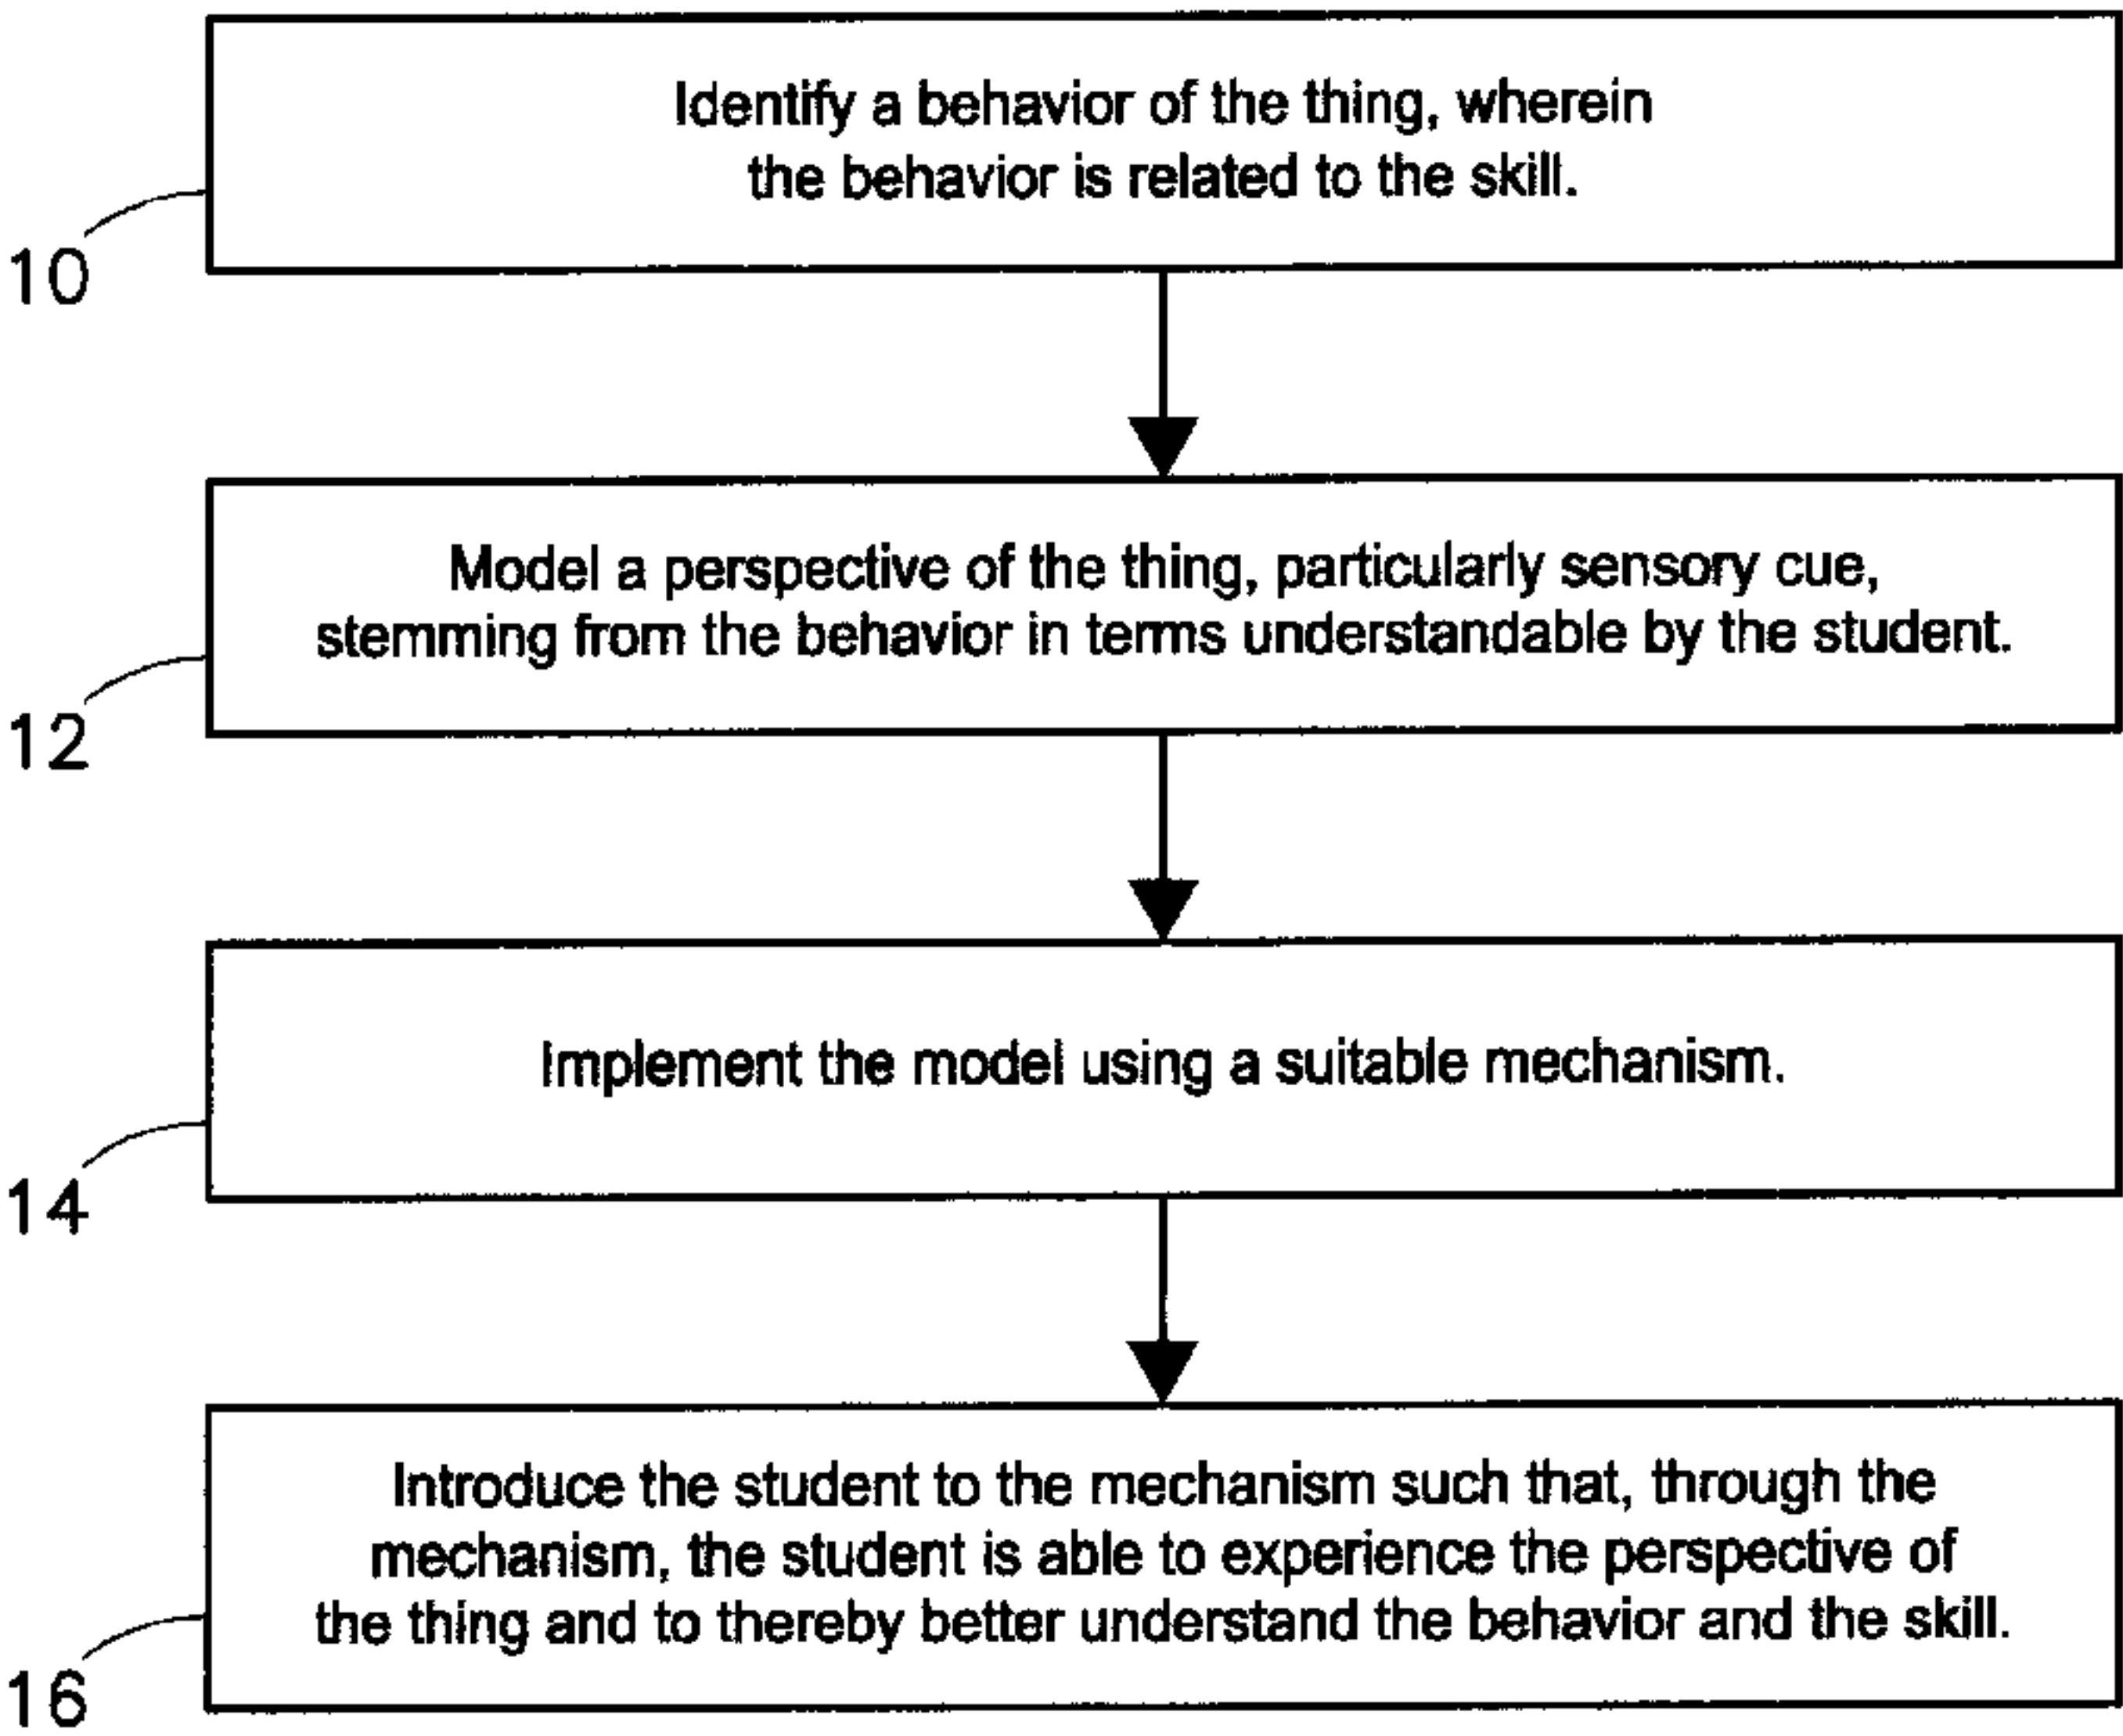 Identify a behavior of the thing, wherein
the behavior is related to the skill.
10
Model a perspective of the thing, particularly sensory cue,
stemming from the behavior in terms understandable by the student.
12
Implement the model using a suitable mechanism.
14
Introduce the student to the mechanism such that, through the
mechanism, the student is able to experience the perspective of
the thing and to thereby better understand the behavior and the skill.
16